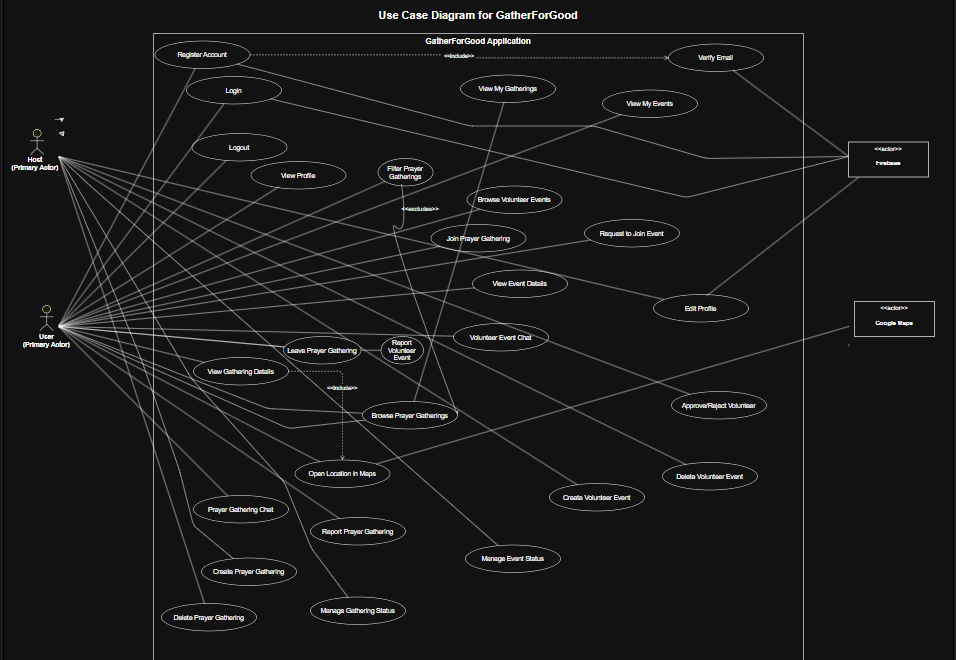 Use Case Diagram for GatherForGood
GatherForGood Application
Register Account
<<include>>
Verify Email
Login
View My Gatherings
View My Events
Host
(Primary Actor)
Logout
<<actor>>
Firebase
View Profile
Filter Prayer
Gatherings
<<excludes>>
Browse Volunteer Events
Join Prayer Gathering
Request to Join Event
View Event Details
Edit Profile
<<actor>>
Google Maps
User
(Primary Actor)
Volunteer Event Chat
Leave Prayer Gathering
Report
Volunteer
Event
View Gathering Details
<<include>>
Browse Prayer Gatherings
Approve/Reject Volunteer
Open Location in Maps
Delete Volunteer Event
Create Volunteer Event
Prayer Gathering Chat
Report Prayer Gathering
Manage Event Status
Create Prayer Gathering
Manage Gathering Status
Delete Prayer Gathering